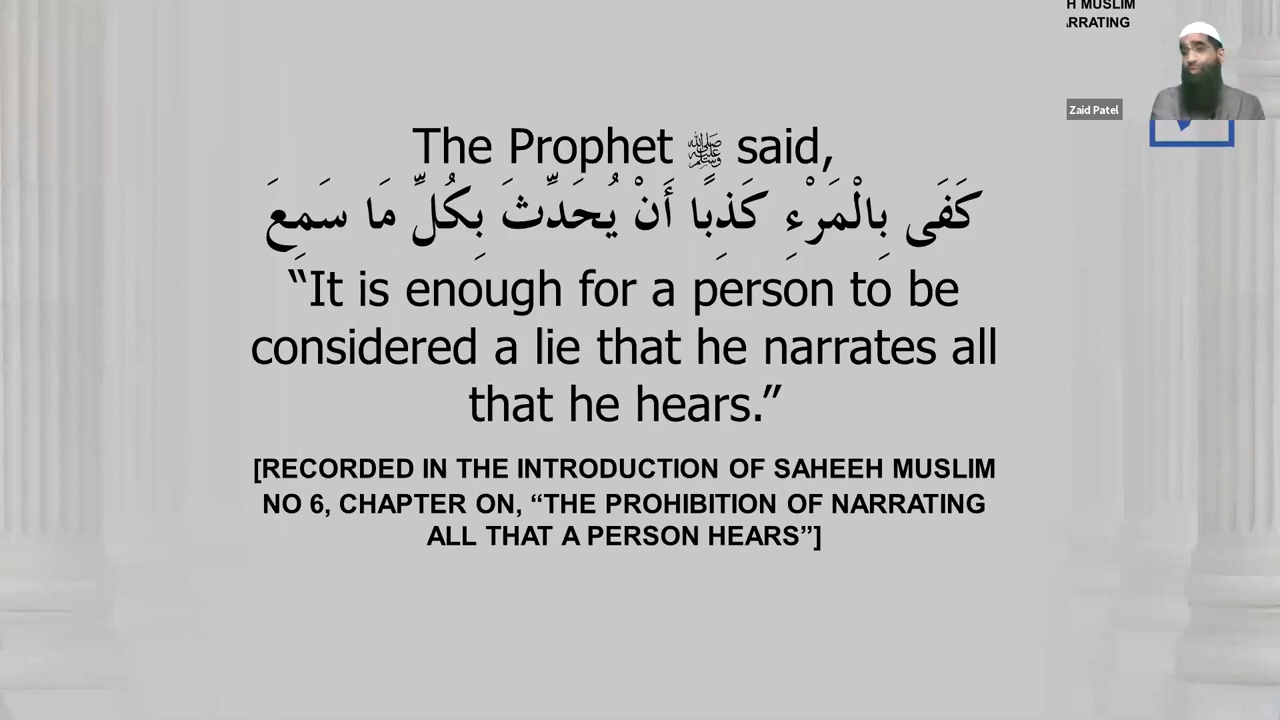 H MUSLIM
ARRATING
Zaid Patel
The Prophet ﷺ said,
كَفَى بِالْمَرْءِ كَذِبًا أَنْ يُحَدِّثَ بِكُلِّ مَا سَمِعَ
“It is enough for a person to be
considered a lie that he narrates all
that he hears.”
[RECORDED IN THE INTRODUCTION OF SAHEEH MUSLIM
NO 6, CHAPTER ON, “THE PROHIBITION OF NARRATING
ALL THAT A PERSON HEARS”]